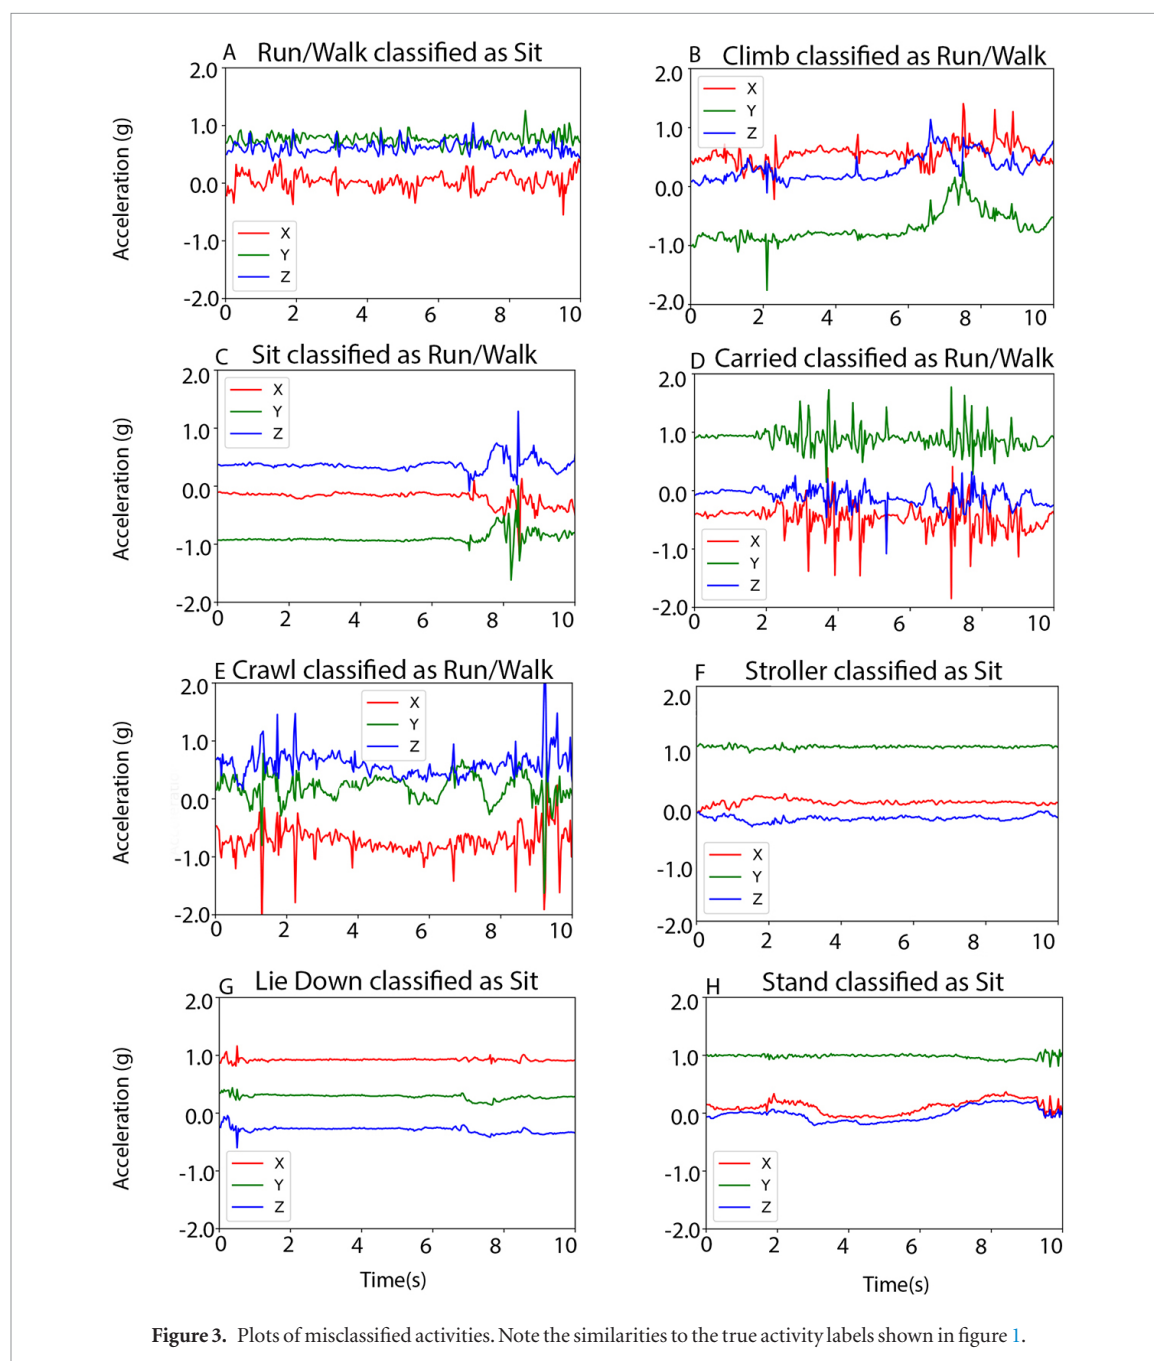 A Run/Walk classified as Sit
2.0
1.0
0.0
-1.0
-2.0
Acceleration (g)
X
Y
Z
0 2 4 6 8 10
B Climb classified as Run/Walk
2.0
1.0
0.0
-1.0
-2.0
X
Y
Z
0 2 4 6 8 10
C Sit classified as Run/Walk
2.0
1.0
0.0
-1.0
-2.0
Acceleration (g)
X
Y
Z
0 2 4 6 8 10
D Carried classified as Run/Walk
2.0
1.0
0.0
-1.0
-2.0
X
Y
Z
0 2 4 6 8 10
E Crawl classified as Run/Walk
2.0
1.0
0.0
-1.0
-2.0
Acceleration (g)
X
Y
Z
0 2 4 6 8 10
F Stroller classified as Sit
2.0
1.0
0.0
-1.0
-2.0
X
Y
Z
0 2 4 6 8 10
G Lie Down classified as Sit
2.0
1.0
0.0
-1.0
-2.0
Acceleration (g)
X
Y
Z
0 2 4 6 8 10
Time(s)
H Stand classified as Sit
2.0
1.0
0.0
-1.0
-2.0
X
Y
Z
0 2 4 6 8 10
Time(s)
Figure 3. Plots of misclassified activities. Note the similarities to the true activity labels shown in figure 1.